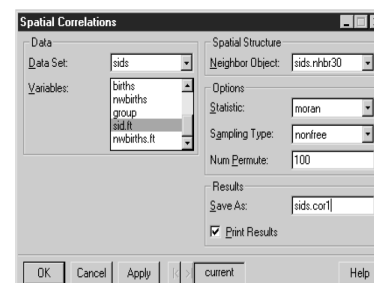 Spatial Correlations
Data
Data Set: sids
Variables:
births
nwbirths
group
sid.ft
nwbirths.ft
Spatial Structure
Neighbor Object: sids.nhbr30
Options
Statistic: moran
Sampling Type: nonfree
Num Permute: 100
Results
Save As: sids.cor1
Print Results
OK Cancel Apply current Help